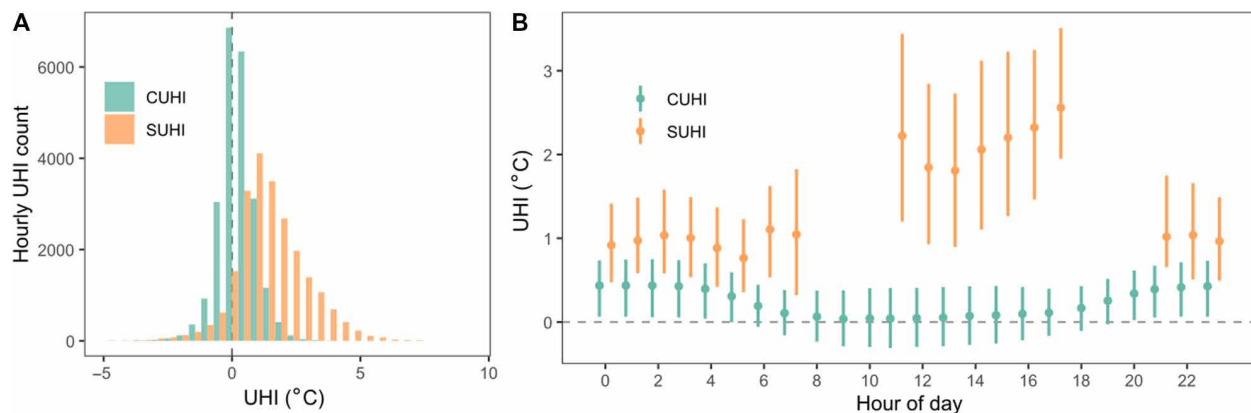 A
Hourly UHI count
6000
4000
2000
0
CUHI
SUHI
−5
0
5
10
UHI (°C)
B
UHI (°C)
3
2
1
0
CUHI
SUHI
0 2 4 6 8 10 12 14 16 18 20 22
Hour of day